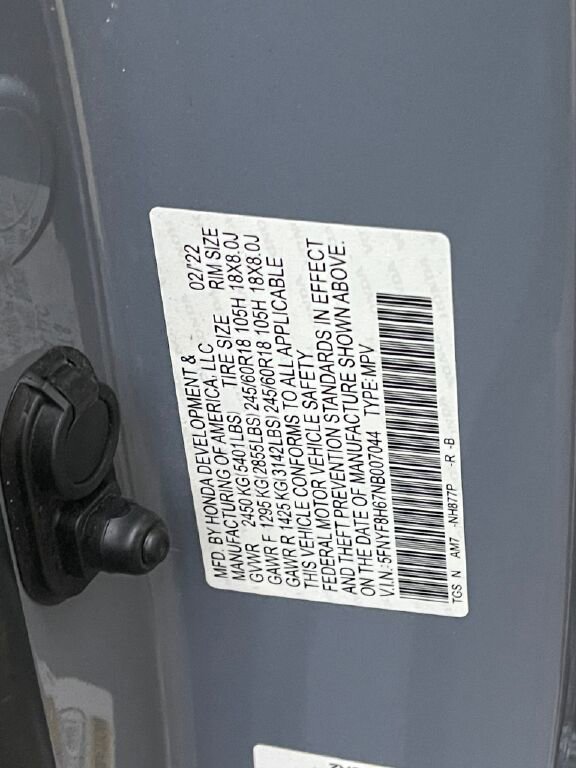 MFD. BY HONDA DEVELOPMENT & 02/22
MANUFACTURING OF AMERICA, LLC
TIRE SIZE RIM SIZE
GVWR 2450 KG(5401LBS)
GAWR F 1295 KG(2855LBS) 245/60R18 105H 18X8.0J
GAWR R 1425 KG(3142LBS) 245/60R18 105H 18X8.0J
THIS VEHICLE CONFORMS TO ALL APPLICABLE
FEDERAL MOTOR VEHICLE SAFETY
AND THEFT PREVENTION STANDARDS IN EFFECT
ON THE DATE OF MANUFACTURE SHOWN ABOVE.
V.I.N.:5FNYF8H67NB007044 TYPE:MPV
TGS N AM7 -NH877P -R -B